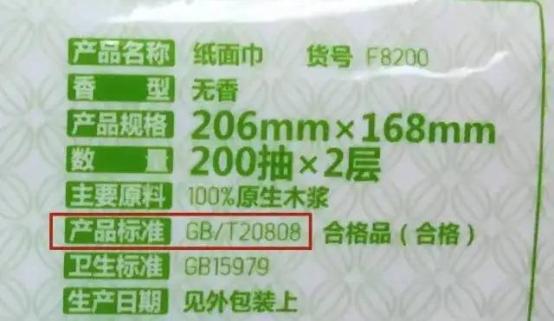 产品名称 纸面巾 货号 F8200
香型 无香
产品规格 206mm×168mm
数量 200抽×2层
主要原料 100%原生木浆
产品标准 GB/T20808 合格品(合格)
卫生标准 GB15979
生产日期 见外包装上